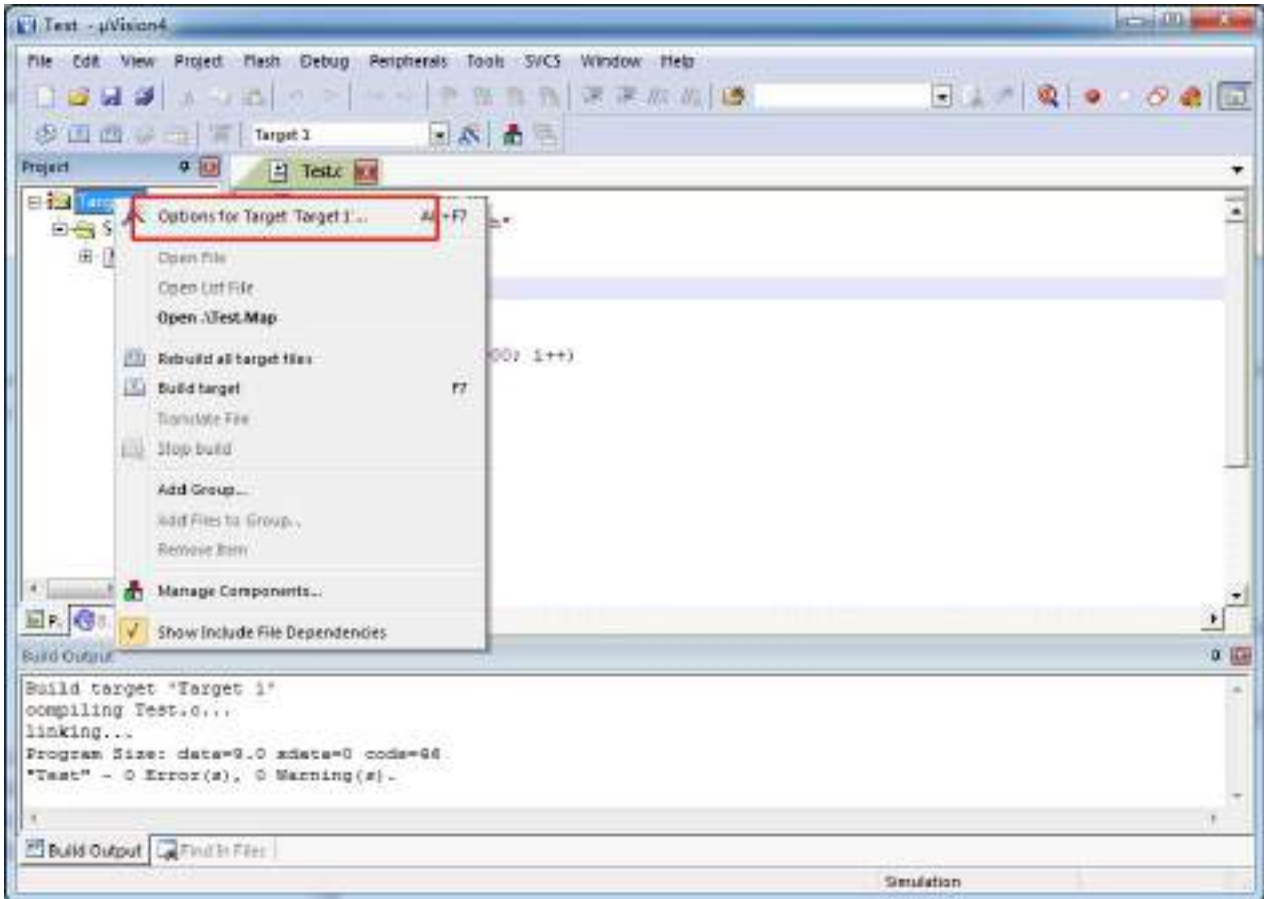 Test - µVision4
File Edit View Project Flash Debug Peripherals Tools SVCS Window Help
Target 1
Project
Test.c
Options for Target 'Target 1'... Alt+F7
Open File
Open List File
Open .\Test.Map
00; i++)
Rebuild all target files
Build target F7
Translate File
Stop build
Add Group...
Add Files to Group...
Remove Item
Manage Components...
Show Include File Dependencies
Build Output
Build target 'Target 1'
compiling Test.c...
linking...
Program Size: data=9.0 xdata=0 code=66
"Test" - 0 Error(s), 0 Warning(s).
Build Output Find In Files
Simulation